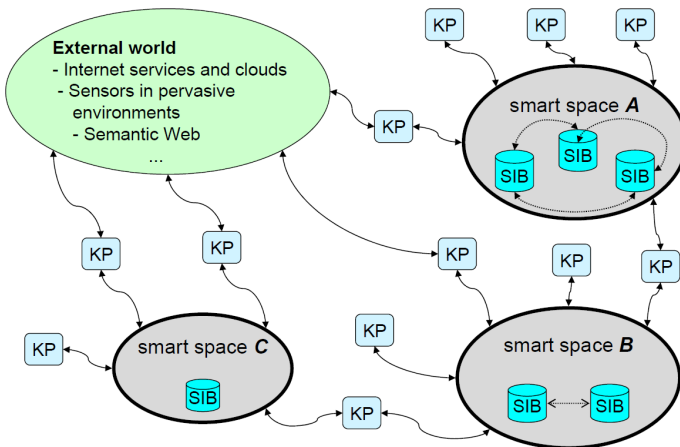 KP
KP
KP
External world
- Internet services and clouds
- Sensors in pervasive
environments
- Semantic Web
...
smart space A
KP
SIB
SIB
SIB
KP
KP
KP
KP
KP
smart space C
smart space B
KP
KP
SIB
SIB
SIB
KP